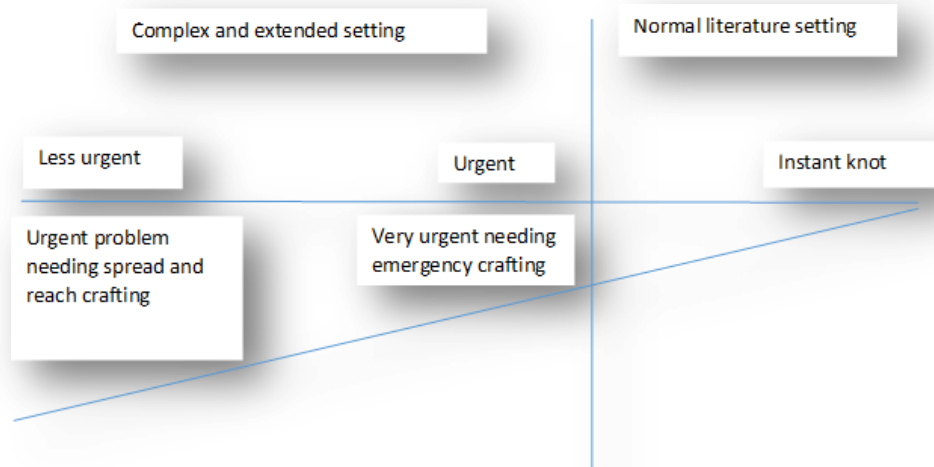 Complex and extended setting
Normal literature setting
Less urgent
Urgent
Instant knot
Urgent problem
needing spread and
reach crafting
Very urgent needing
emergency crafting